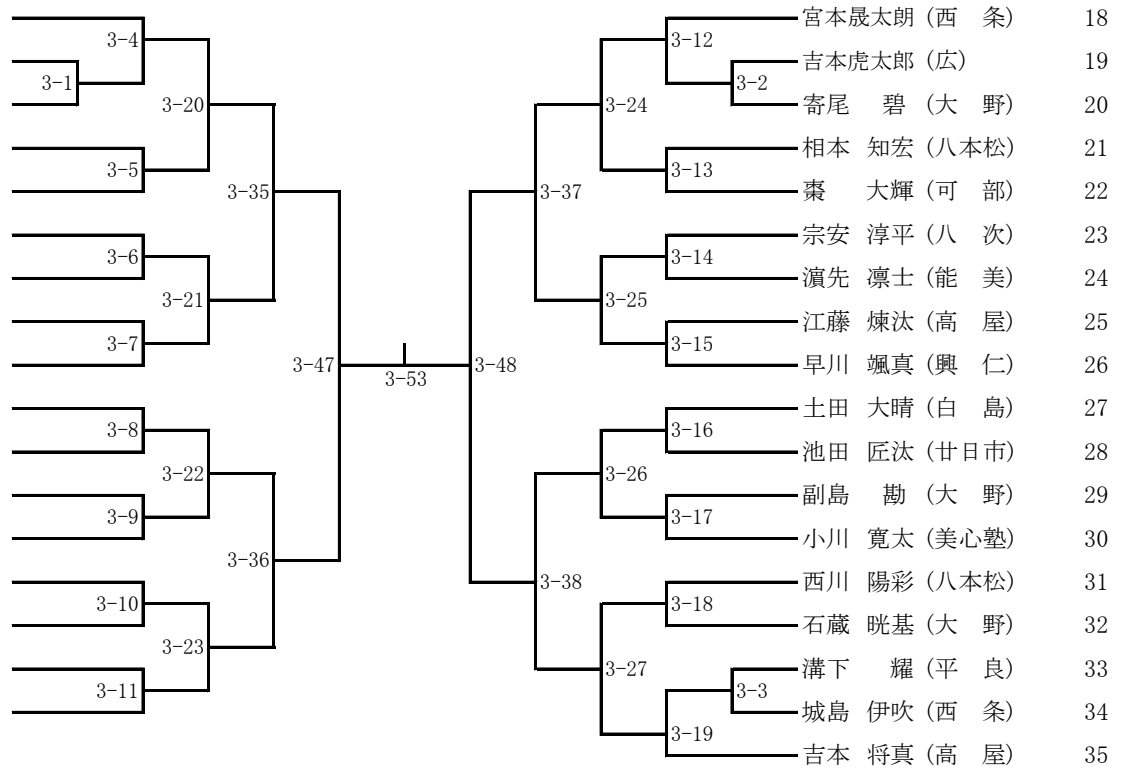 宮本晟太朗 (西　条) 18
3-4
3-12
吉本虎太郎 (広) 19
3-1
3-2
3-20
3-24
寄尾　碧 (大　野) 20
相本 知宏 (八本松) 21
3-5
3-13
3-35
3-37
棗　大輝 (可　部) 22
宗安 淳平 (八　次) 23
3-6
3-14
濵先 凛士 (能　美) 24
3-21
3-25
江藤 煉汰 (高　屋) 25
3-7
3-15
3-47
3-48
早川 颯真 (興　仁) 26
3-53
土田 大晴 (白　島) 27
3-8
3-16
池田 匠汰 (廿日市) 28
3-22
3-26
副島　勘 (大　野) 29
3-9
3-17
小川 寛太 (美心塾) 30
3-36
3-38
西川 陽彩 (八本松) 31
3-10
3-18
石蔵 晄基 (大　野) 32
3-23
3-27
溝下　耀 (平　良) 33
3-11
3-3
城島 伊吹 (西　条) 34
3-19
吉本 将真 (高　屋) 35